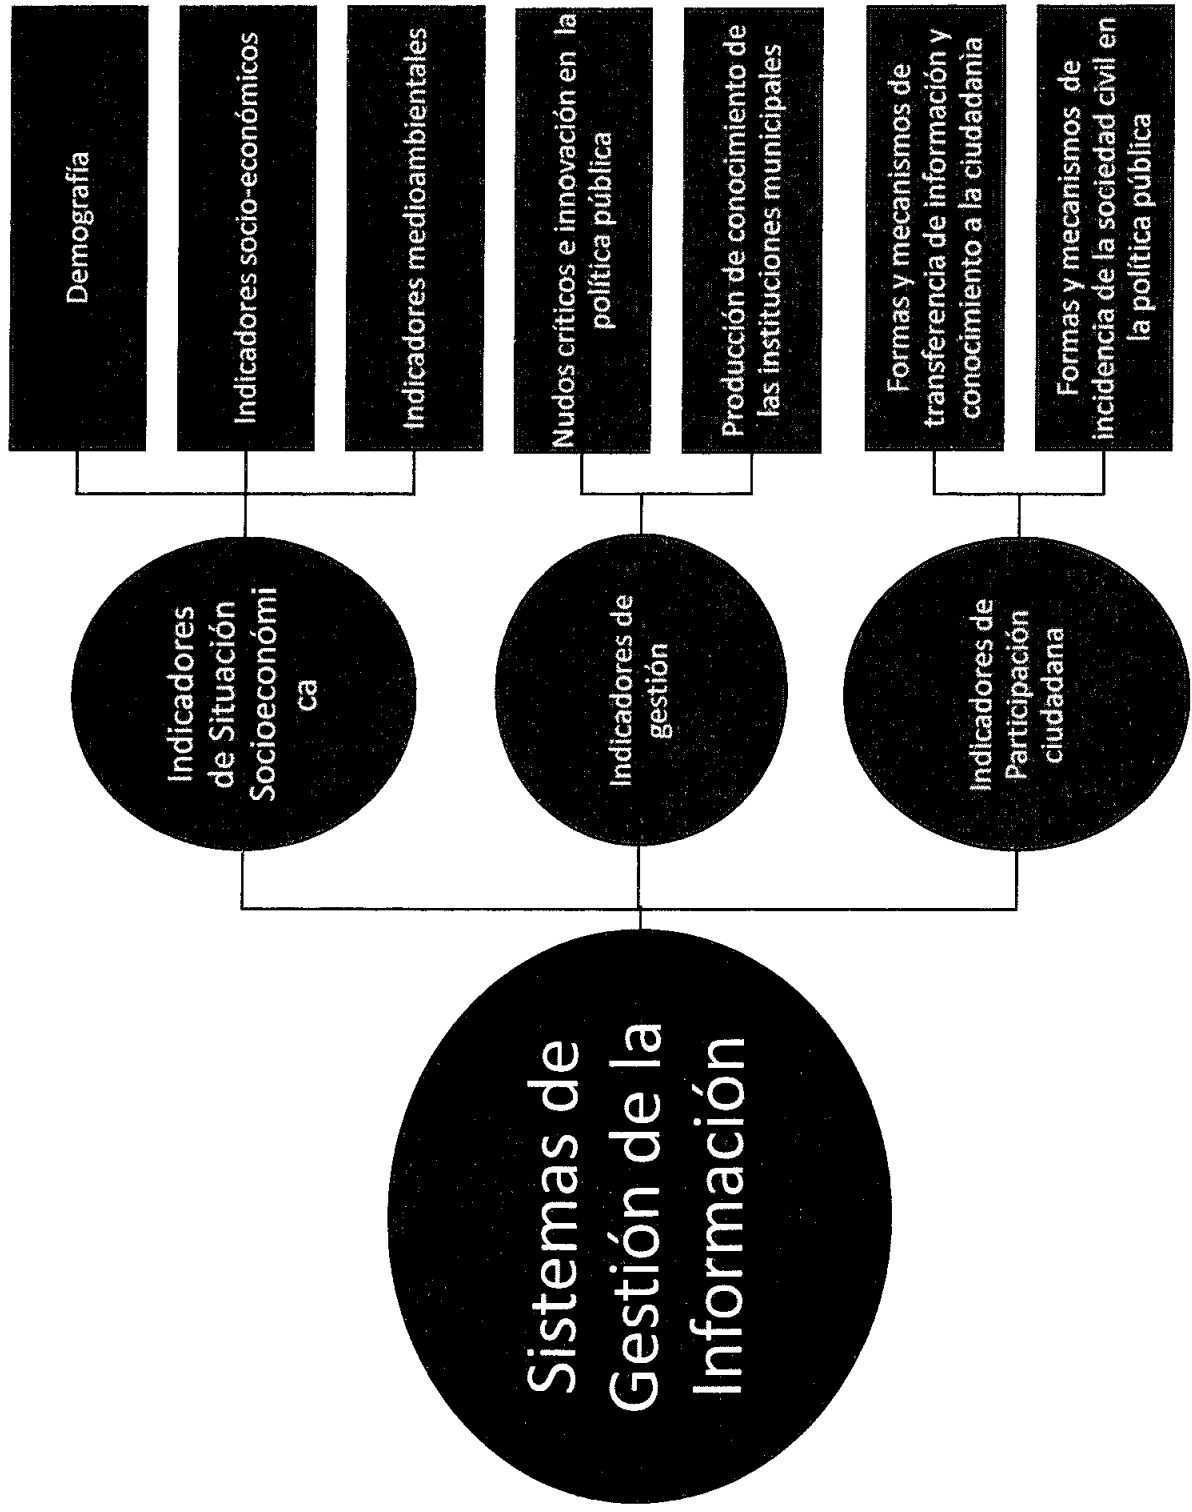 Sistemas de
Gestión de la
Información
Indicadores
de Situación
Socioeconómi
ca
Demografía
Indicadores socio-económicos
Indicadores medioambientales
Indicadores de
gestión
Nudos críticos e innovación en la
política pública
Producción de conocimiento de
las instituciones municipales
Indicadores de
Participación
ciudadana
Formas y mecanismos de
transferencia de información y
conocimiento a la ciudadanìa
Formas y mecanismos de
incidencia de la sociedad civil en
la política pública